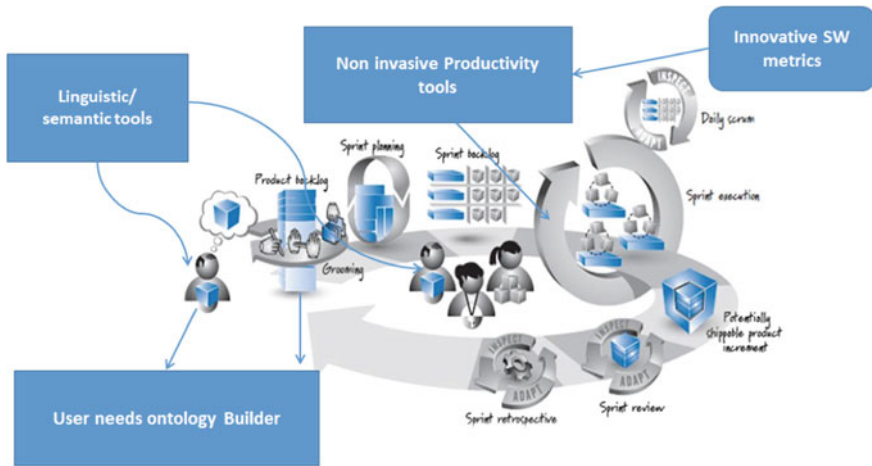 Innovative SW
metrics
Non invasive Productivity
tools
Linguistic/
semantic tools
INSPECT
Daily scrum
Sprint planning
Sprint backlog
Product backlog
Sprint execution
Grooming
Potentially
shippable product
increment
INSPECT
ADAPT
Sprint review
INSPECT
ADAPT
Sprint retrospective
User needs ontology Builder